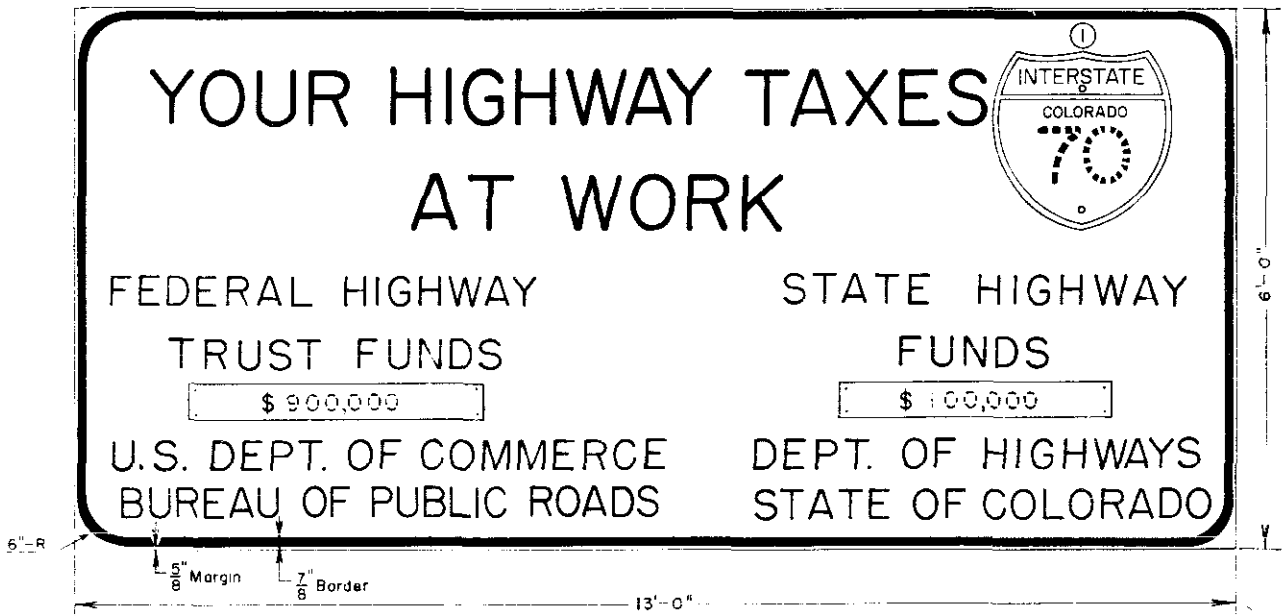 1
YOUR HIGHWAY TAXES
AT WORK
INTERSTATE
COLORADO
70
FEDERAL HIGHWAY
TRUST FUNDS
$ 900,000
U.S. DEPT. OF COMMERCE
BUREAU OF PUBLIC ROADS
STATE HIGHWAY
FUNDS
$ 100,000
DEPT. OF HIGHWAYS
STATE OF COLORADO
6'-0"
6"-R
5/8" Margin
7/8" Border
13'-0"